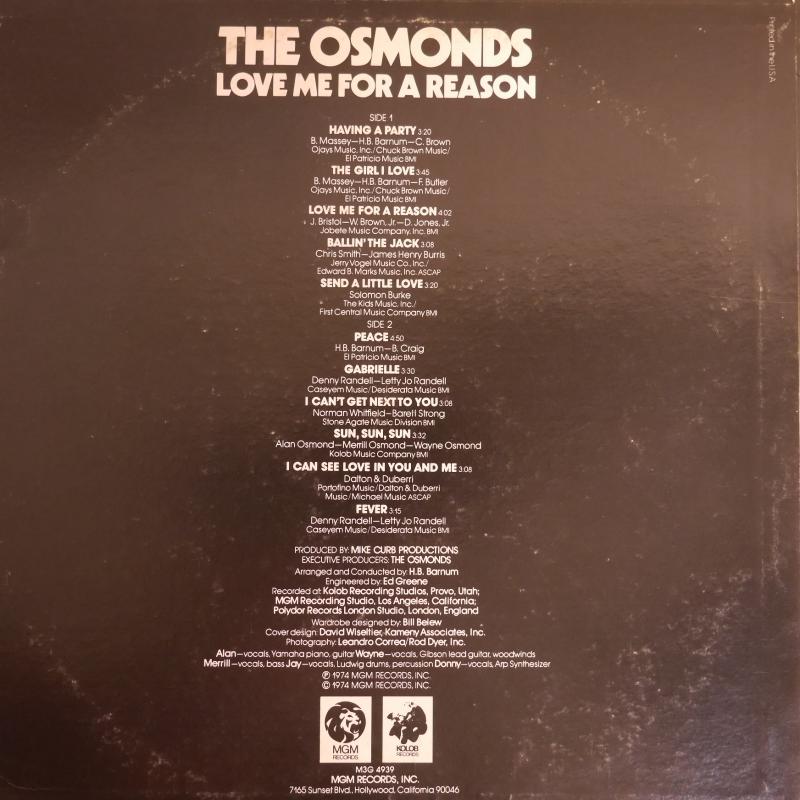 THE OSMONDS
LOVE ME FOR A REASON
Printed in the U.S.A.
SIDE 1
HAVING A PARTY 3:20
B. Massey—H.B. Barnum—C. Brown
Ojays Music, Inc./Chuck Brown Music/
El Patricio Music BMI
THE GIRL I LOVE 3:45
B. Massey—H.B. Barnum—F. Butler
Ojays Music, Inc./Chuck Brown Music/
El Patricio Music BMI
LOVE ME FOR A REASON 4:02
J. Bristol—W. Brown, Jr.—D. Jones, Jr.
Jobete Music Company, Inc. BMI
BALLIN' THE JACK 3:08
Chris Smith—James Henry Burris
Jerry Vogel Music Co., Inc./
Edward B. Marks Music, Inc. ASCAP
SEND A LITTLE LOVE 3:20
Solomon Burke
The Kids Music, Inc./
First Central Music Company BMI
SIDE 2
PEACE 4:50
H.B. Barnum—B. Craig
El Patricio Music BMI
GABRIELLE 3:30
Denny Randell—Letty Jo Randell
Caseyem Music/Desiderata Music BMI
I CAN'T GET NEXT TO YOU 3:08
Norman Whitfield—Barett Strong
Stone Agate Music Division BMI
SUN, SUN, SUN 3:32
Alan Osmond—Merrill Osmond—Wayne Osmond
Kolob Music Company BMI
I CAN SEE LOVE IN YOU AND ME 3:08
Dalton & Duberri
Portofino Music/Dalton & Duberri
Music/Michael Music ASCAP
FEVER 3:15
Denny Randell—Letty Jo Randell
Caseyem Music/Desiderata Music BMI
PRODUCED BY: MIKE CURB PRODUCTIONS
EXECUTIVE PRODUCERS: THE OSMONDS
Arranged and Conducted by: H.B. Barnum
Engineered by: Ed Greene
Recorded at: Kolob Recording Studios, Provo, Utah;
MGM Recording Studio, Los Angeles, California;
Polydor Records London Studio, London, England
Wardrobe designed by: Bill Belew
Cover design: David Wiseltier, Kameny Associates, Inc.
Photography: Leandro Correa/Rod Dyer, Inc.
Alan—vocals, Yamaha piano, guitar Wayne—vocals, Gibson lead guitar, woodwinds
Merrill—vocals, bass Jay—vocals, Ludwig drums, percussion Donny—vocals, Arp Synthesizer
℗ 1974 MGM RECORDS, INC.
© 1974 MGM RECORDS, INC.
MGM
RECORDS
KOLOB
RECORDS
M3G 4939
MGM RECORDS, INC.
7165 Sunset Blvd., Hollywood, California 90046